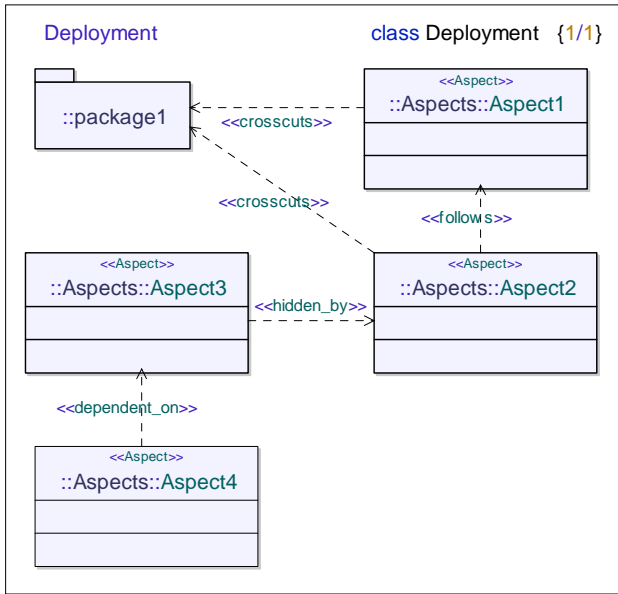 Deployment
class Deployment {1/1}
::package1
<<Aspect>>
::Aspects::Aspect1
<<crosscuts>>
<<crosscuts>>
<<follows>>
<<Aspect>>
::Aspects::Aspect3
<<hidden_by>>
<<Aspect>>
::Aspects::Aspect2
<<dependent_on>>
<<Aspect>>
::Aspects::Aspect4